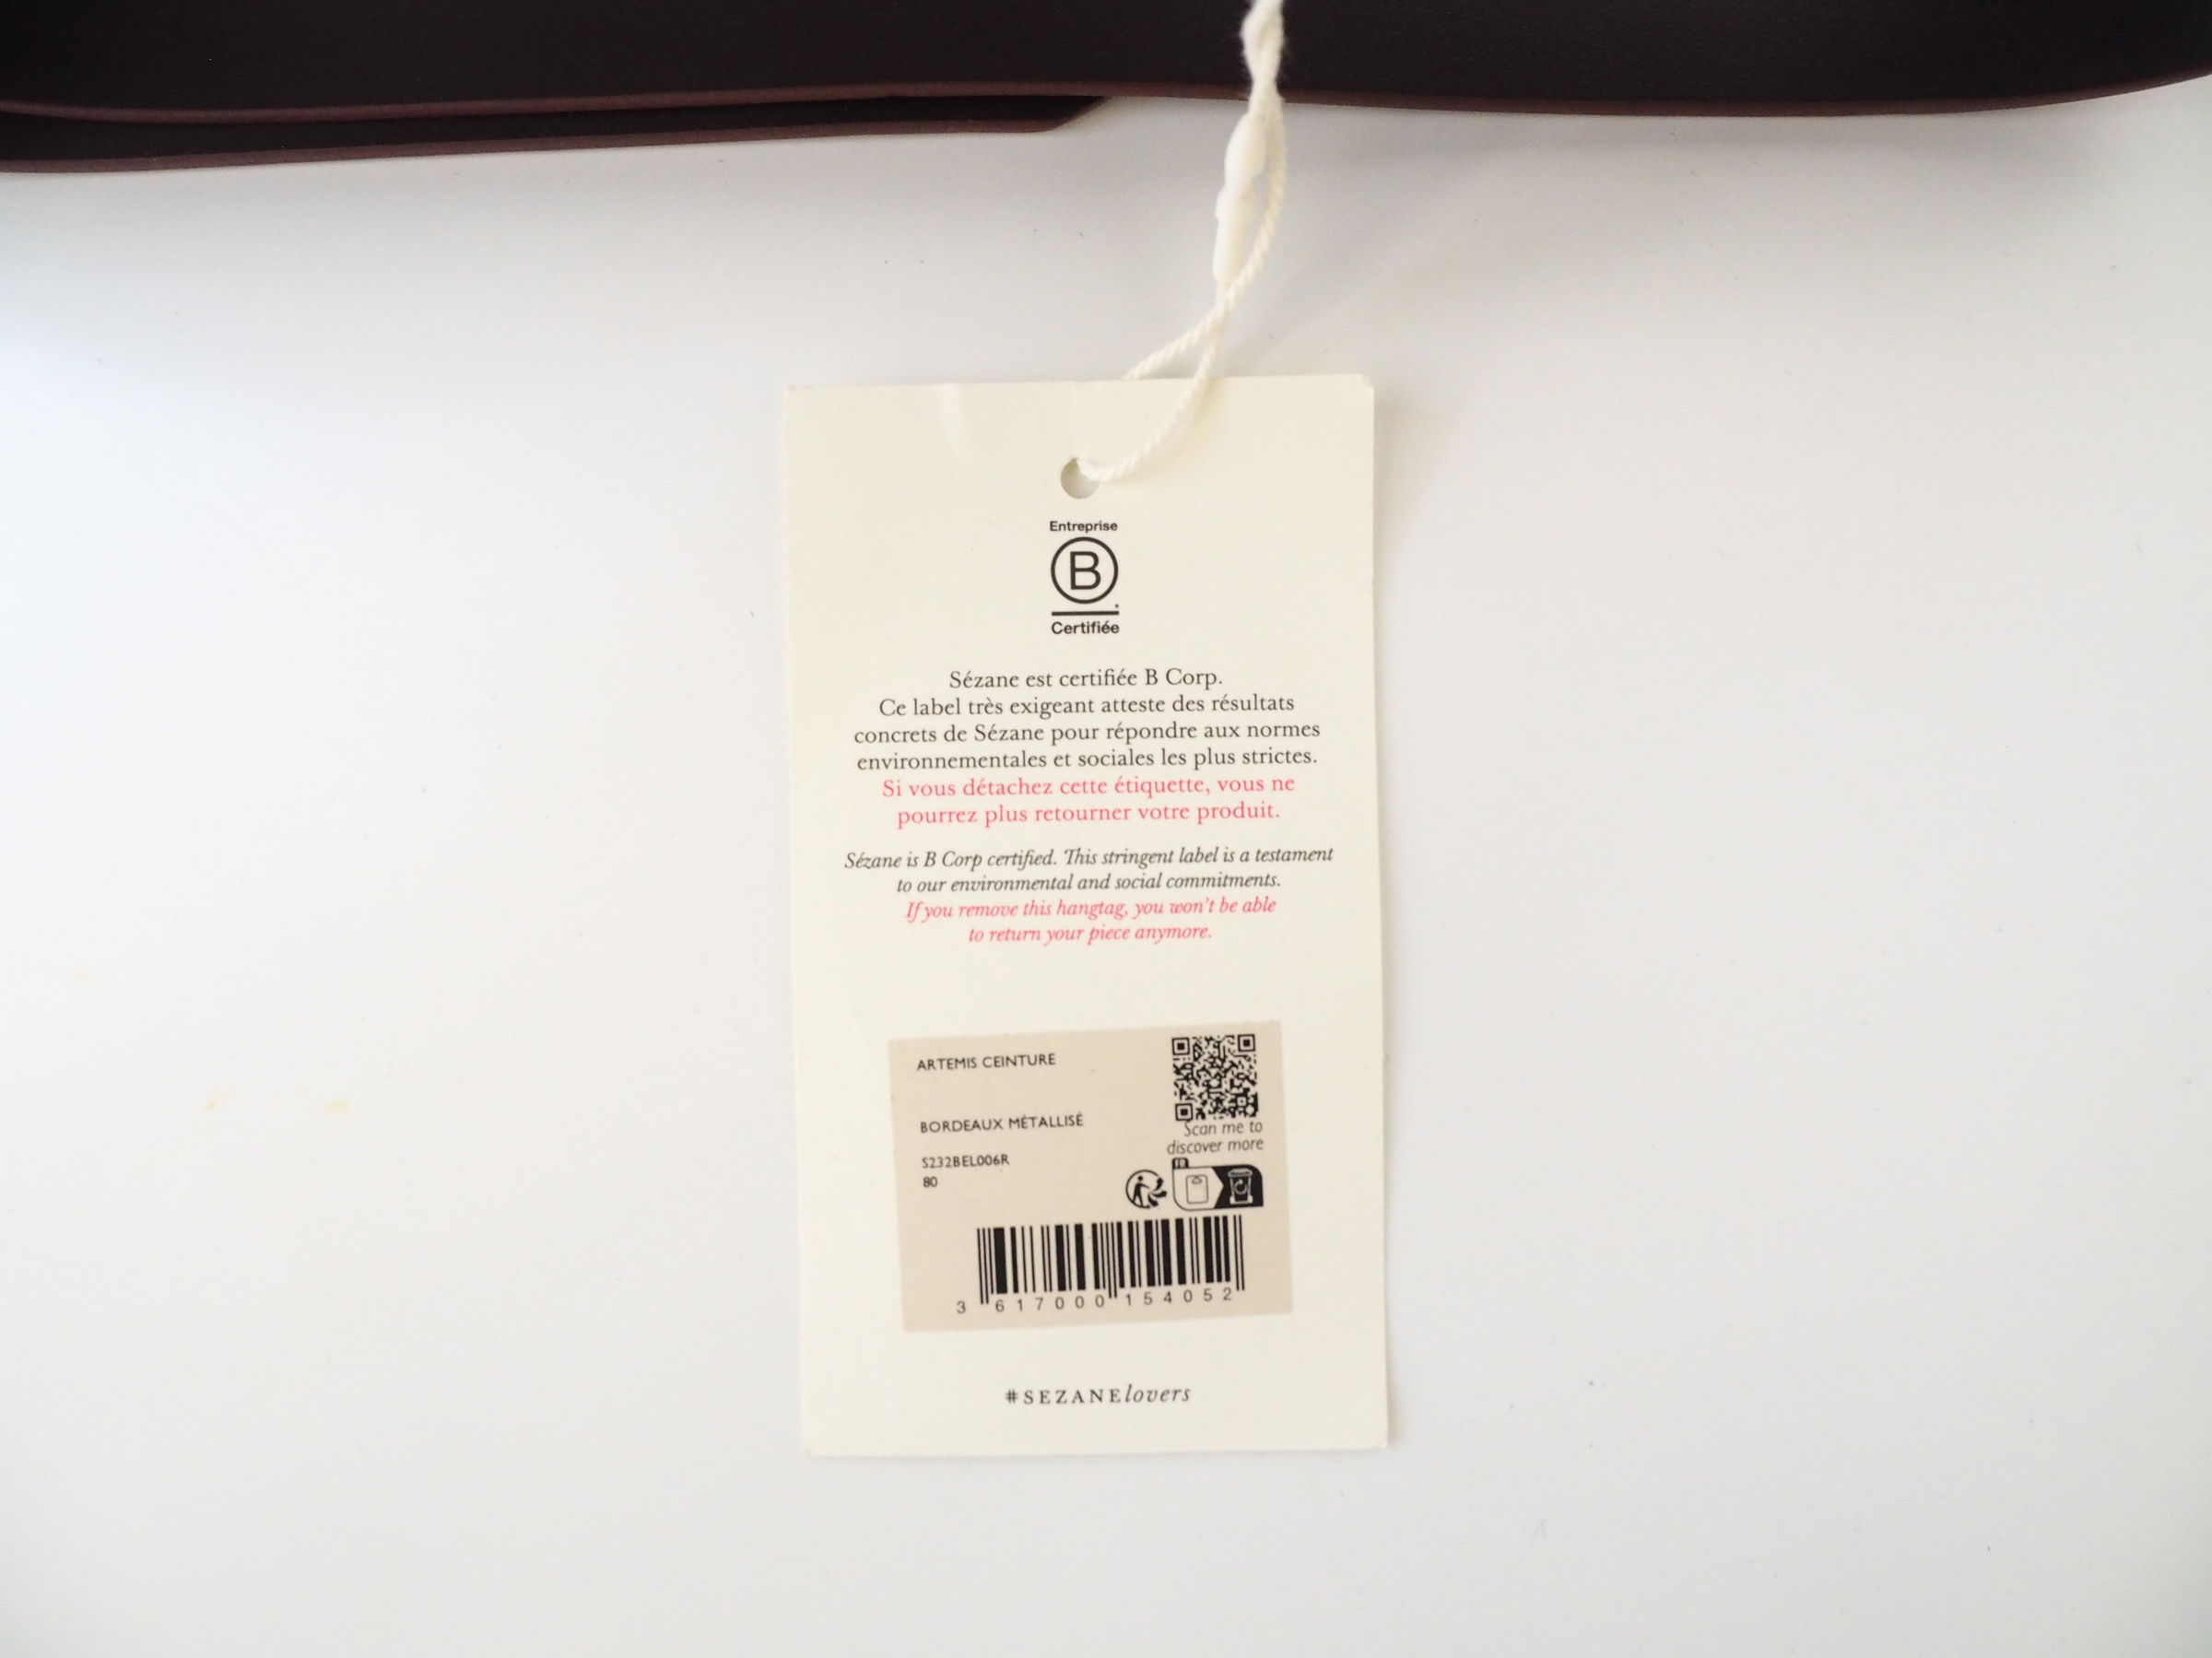 Entreprise
B
Certifiée
Sézane est certifiée B Corp.
Ce label très exigeant atteste des résultats
concrets de Sézane pour répondre aux normes
environnementales et sociales les plus strictes.
Si vous détachez cette étiquette, vous ne
pourrez plus retourner votre produit.
Sézane is B Corp certified. This stringent label is a testament
to our environmental and social commitments.
If you remove this hangtag, you won't be able
to return your piece anymore.
ARTEMIS CEINTURE
BORDEAUX MÉTALLISÉ
S232BEL006R
80
Scan me to
discover more
FR
3 617000 154052
#SEZANElovers